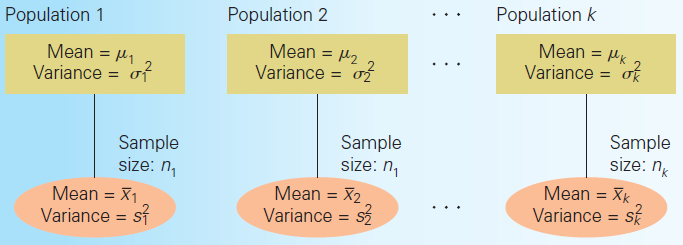 Population 1
Population 2
. . .
Population k
Mean = μ₁
Variance = σ₁²
Mean = μ₂
Variance = σ₂²
. . .
Mean = μₖ
Variance = σₖ²
Sample
size: n₁
Sample
size: n₁
Sample
size: nₖ
Mean = x̄₁
Variance = s₁²
Mean = x̄₂
Variance = s₂²
. . .
Mean = x̄ₖ
Variance = sₖ²